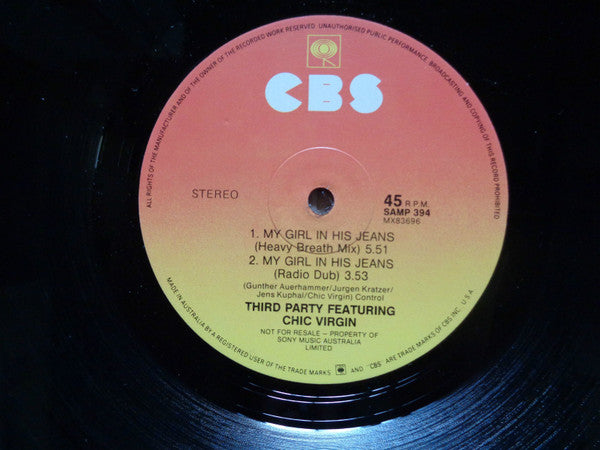 ALL RIGHTS OF THE MANUFACTURER AND OF THE OWNER OF THE RECORDED WORK RESERVED. UNAUTHORISED PUBLIC PERFORMANCE, BROADCASTING AND COPYING OF THIS RECORD PROHIBITED
CBS
STEREO
45 R.P.M.
SAMP 394
MX83696
1. MY GIRL IN HIS JEANS
(Heavy Breath Mix) 5.51
2. MY GIRL IN HIS JEANS
(Radio Dub) 3.53
(Gunther Auerhammer/Jurgen Kratzer/
Jens Kuphal/Chic Virgin) Control
THIRD PARTY FEATURING
CHIC VIRGIN
NOT FOR RESALE – PROPERTY OF
SONY MUSIC AUSTRALIA
LIMITED
MADE IN AUSTRALIA BY A REGISTERED USER OF THE TRADE MARKS AND "CBS" ARE TRADE MARKS OF CBS INC. U.S.A.